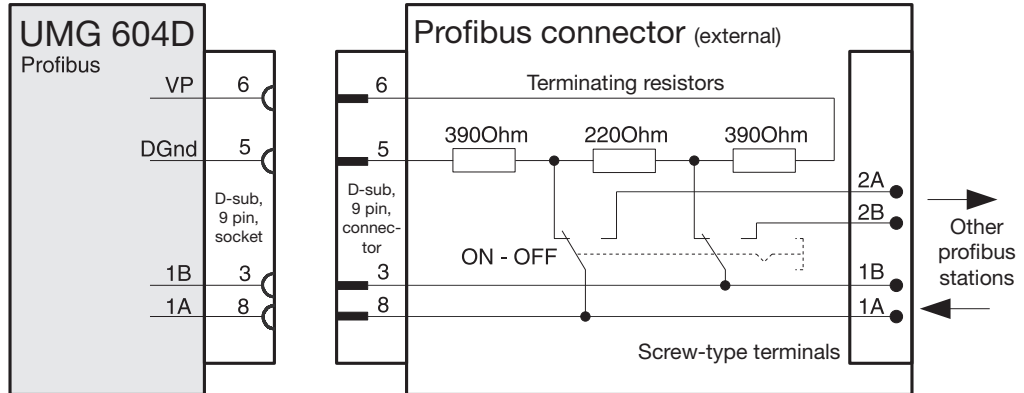 UMG 604D
Profibus
VP
6
DGnd
5
D-sub,
9 pin,
socket
1B
3
1A
8
Profibus connector (external)
6
Terminating resistors
5
390Ohm
220Ohm
390Ohm
D-sub,
9 pin,
connec-
tor
ON - OFF
3
8
2A
2B
1B
1A
Screw-type terminals
Other
profibus
stations